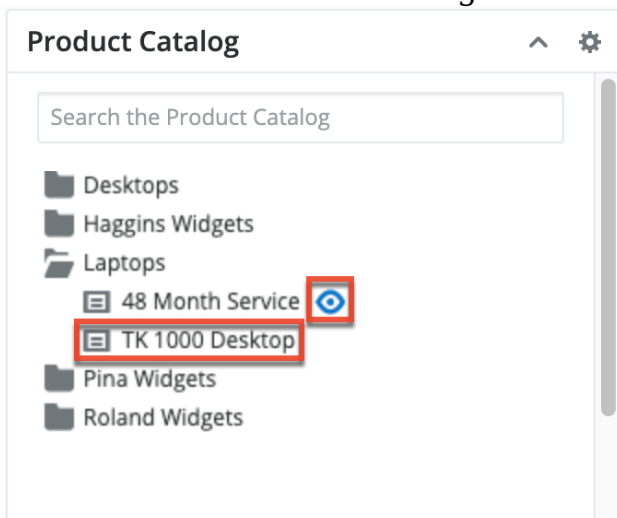 Product Catalog
Search the Product Catalog
Desktops
Haggins Widgets
Laptops
48 Month Service
TK 1000 Desktop
Pina Widgets
Roland Widgets